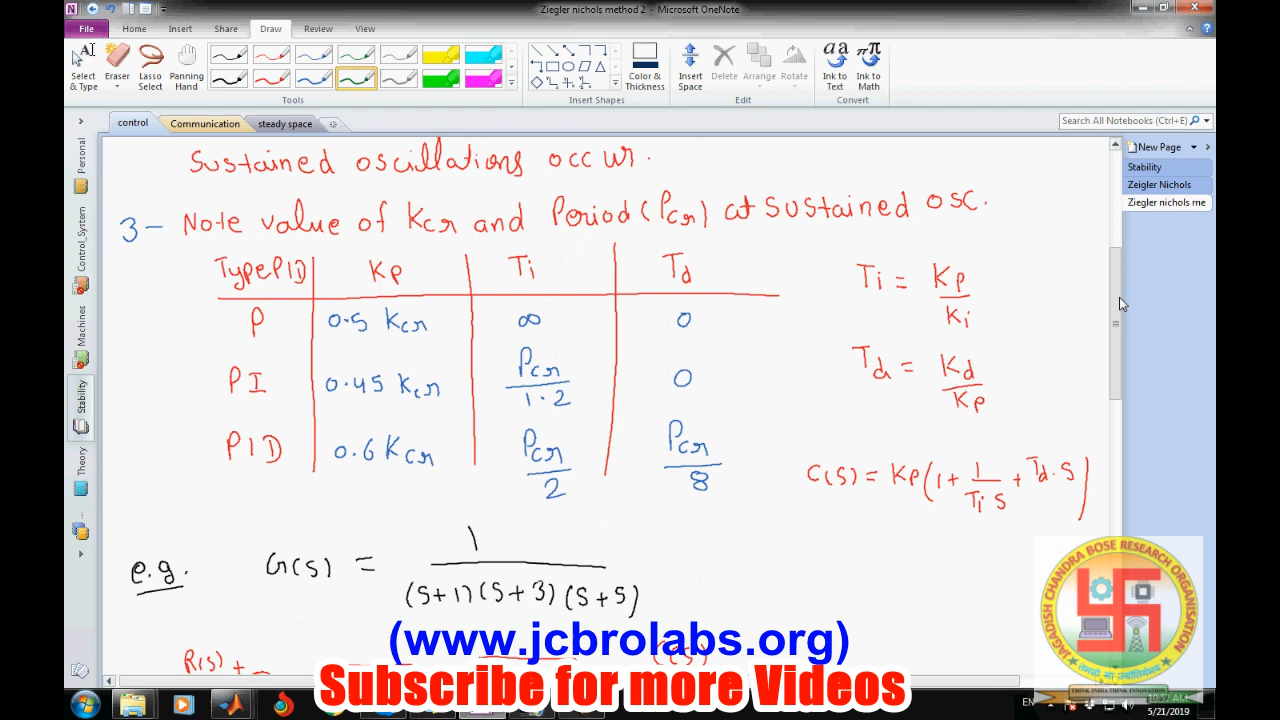 Ziegler nichols method 2 - Microsoft OneNote
File Home Insert Share Draw Review View
Select & Type Eraser Lasso Select Panning Hand Color & Thickness Insert Space Delete Arrange Rotate Ink to Text Ink to Math
Tools Insert Shapes Edit Convert
control Communication steady space Search All Notebooks (Ctrl+E)
New Page
Stability
Zeigler Nichols
Ziegler nichols me
Personal
Control_System
Machines
Stability
Theory
Sustained oscillations occur.
3- Note value of Kcr and Period (Pcr) at sustained osc.
Type PID Kp Ti Td
P 0.5 Kcr ∞ 0
PI 0.45 Kcr Pcr/1.2 0
PID 0.6 Kcr Pcr/2 Pcr/8
Ti = Kp/Ki
Td = Kd/Kp
C(S) = Kp(1+ 1/Ti S + Td . S)
e.g. G(S) = 1/(S+1)(S+3)(S+5)
R(S) + C(S)
(www.jcbrolabs.org)
Subscribe for more Videos
JAGADISH CHANDRA BOSE RESEARCH ORGANISATION
THINK INDIA THINK INNOVATION
EN 10:57 AM
5/21/2019